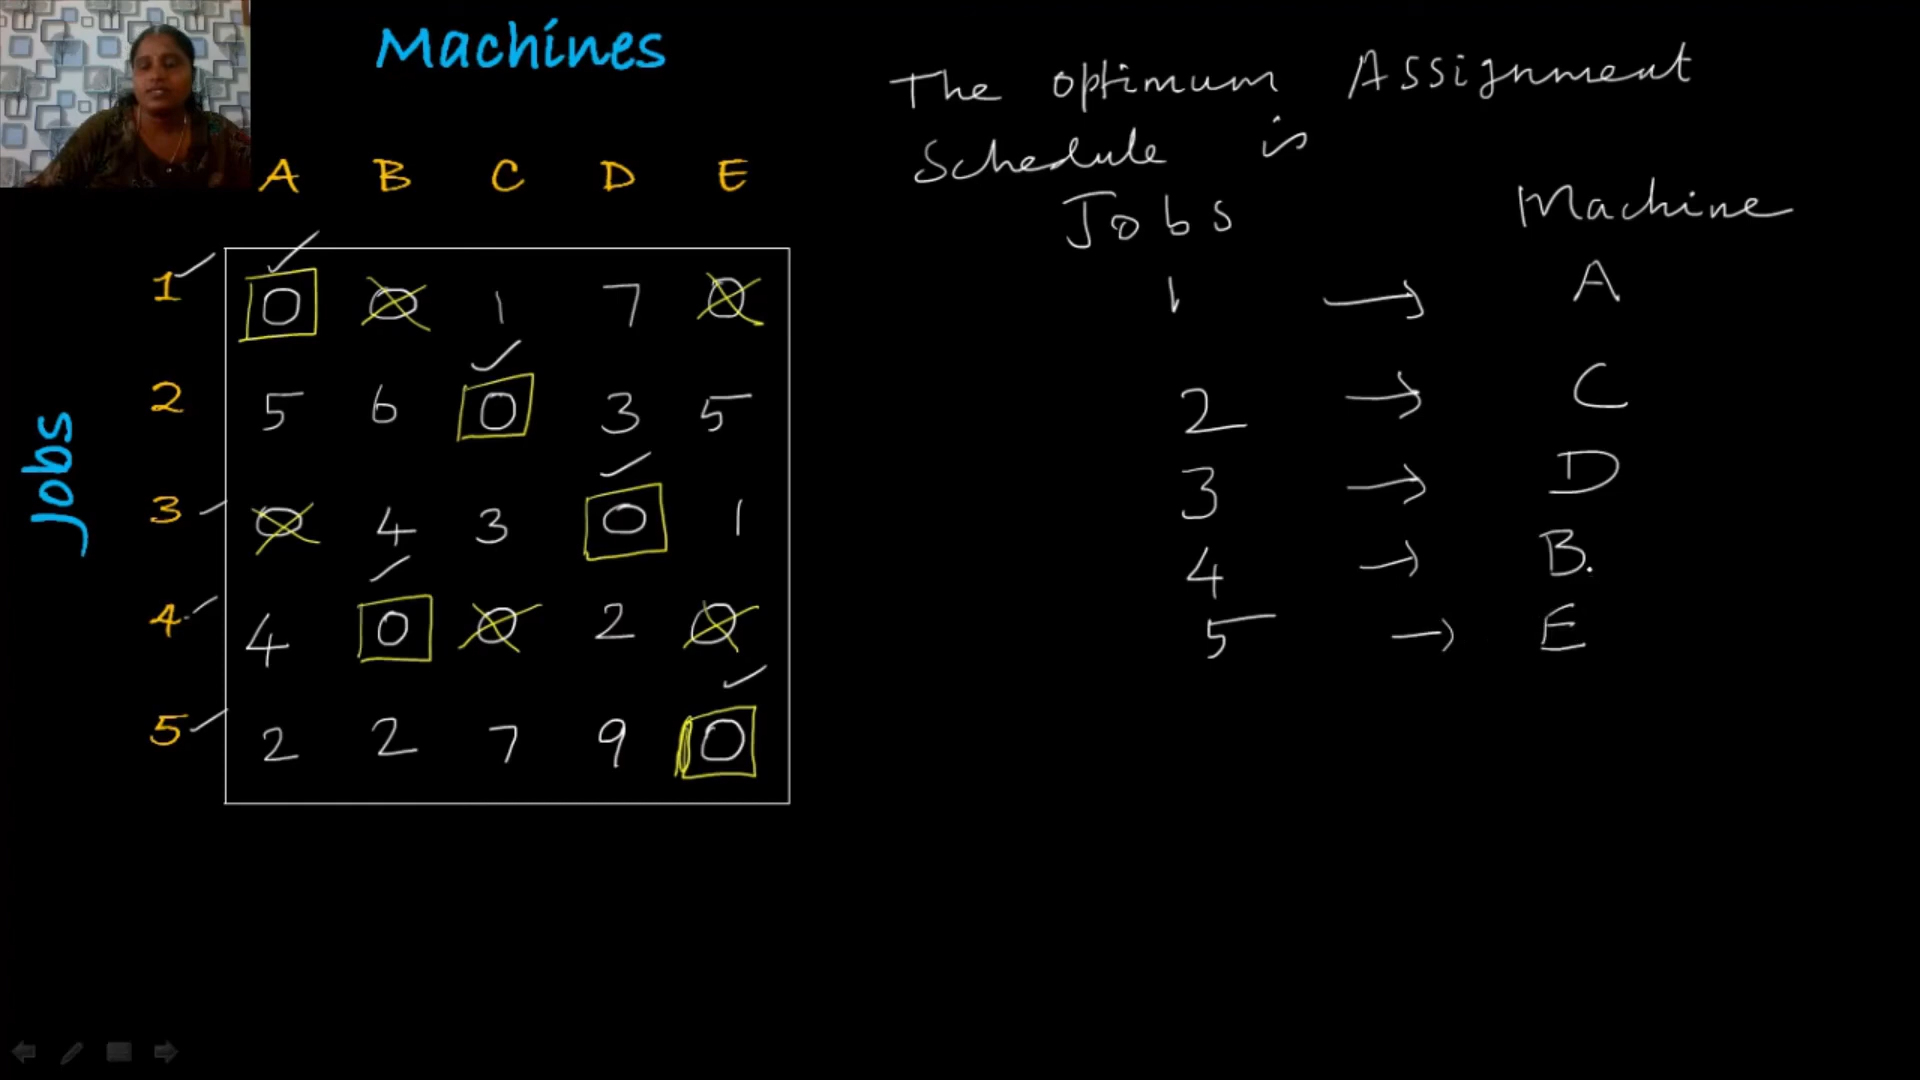 Machines
A B C D E
Jobs
1 0 0 1 7 0
2 5 6 0 3 5
3 0 4 3 0 1
4 4 0 0 2 0
5 2 2 7 9 0
The optimum Assignment
Schedule is
Jobs Machine
1 → A
2 → C
3 → D
4 → B.
5 → E